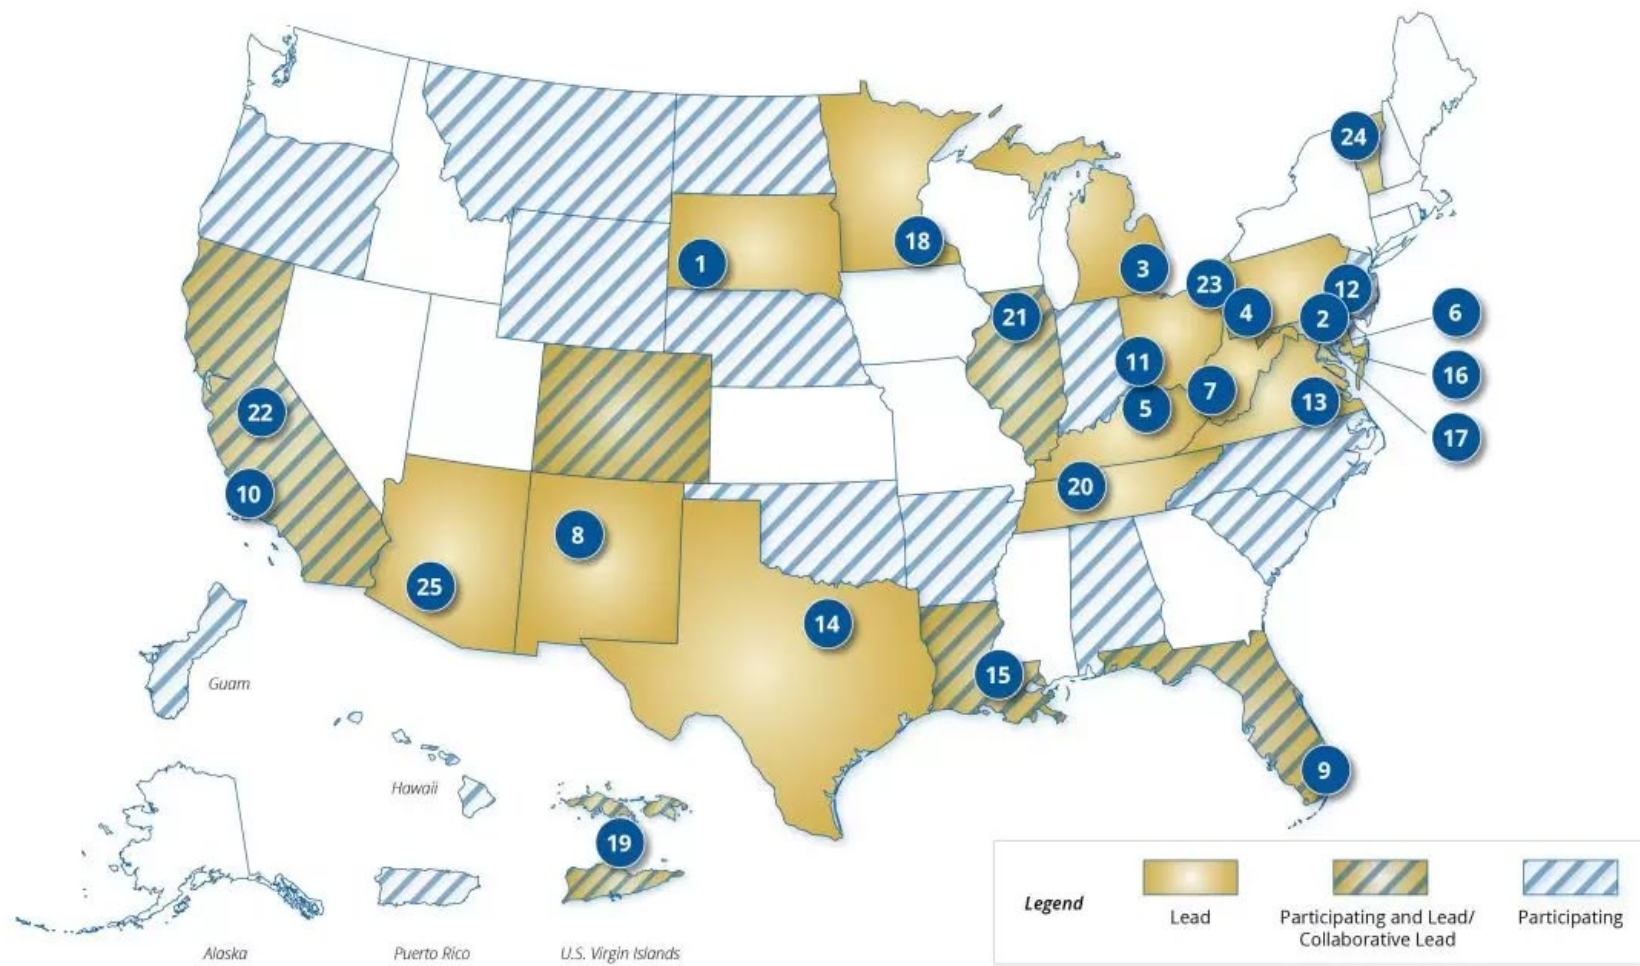 24
18
1
3
23
12
4
2
6
21
11
16
5
7
13
22
17
20
10
8
25
14
15
Guam
9
Hawaii
19
Legend
Lead
Participating and Lead/
Collaborative Lead
Participating
Alaska
Puerto Rico
U.S. Virgin Islands